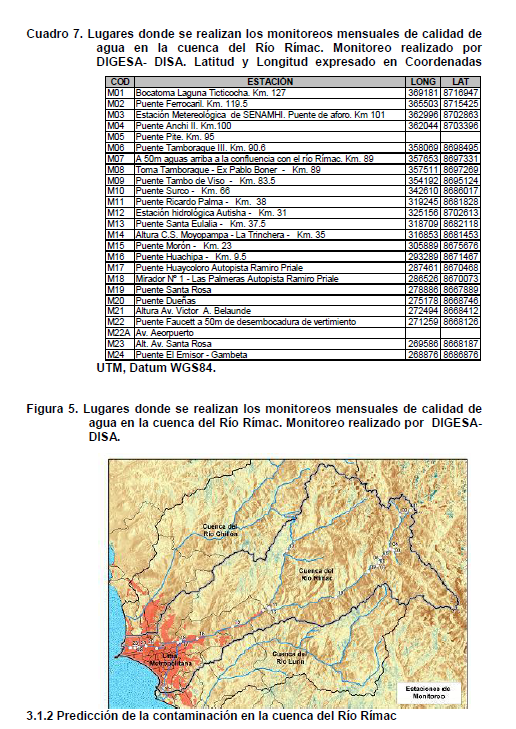 Cuadro 7. Lugares donde se realizan los monitoreos mensuales de calidad de
agua en la cuenca del Río Rímac. Monitoreo realizado por
DIGESA- DISA. Latitud y Longitud expresado en Coordenadas
COD ESTACIÓN LONG LAT
M01 Bocatoma Laguna Ticticocha. Km. 127 369181 8716947
M02 Puente Ferrocaril. Km. 119.5 365503 8715425
M03 Estación Metereológica de SENAMHI. Puente de aforo. Km 101 362996 8702863
M04 Puente Anchi II. Km.100 362044 8703396
M05 Puente Pite. Km. 95
M06 Puente Tamboraque III. Km. 90.6 358069 8698495
M07 A 50m aguas arriba a la confluencia con el río Rímac. Km. 89 357653 8697331
M08 Toma Tamboraque - Ex Pablo Boner - Km. 89 357511 8697269
M09 Puente Tambo de Viso - Km. 83.5 354192 8695124
M10 Puente Surco - Km. 66 342610 8686017
M11 Puente Ricardo Palma - Km. 38 319245 8681828
M12 Estación hidrológica Autisha - Km. 31 325156 8702613
M13 Puente Santa Eulalia - Km. 37.5 318709 8682118
M14 Altura C.S. Moyopampa - La Trinchera - Km. 35 316853 8681453
M15 Puente Morón - Km. 23 305889 8675676
M16 Puente Huachipa - Km. 9.5 293289 8671467
M17 Puente Huaycoloro Autopista Ramiro Priale 287461 8670468
M18 Mirador Nº 1 - Las Palmeras Autopista Ramiro Priale 286526 8670073
M19 Puente Santa Rosa 278886 8667889
M20 Puente Dueñas 275178 8668746
M21 Altura Av. Victor A. Belaunde 272494 8668412
M22 Puente Faucett a 50m de desembocadura de vertimiento 271259 8668126
M22A Av. Aeorpuerto
M23 Alt. Av. Santa Rosa 269586 8668187
M24 Puente El Emisor - Gambeta 268876 8686876
UTM, Datum WGS84.
Figura 5. Lugares donde se realizan los monitoreos mensuales de calidad de
agua en la cuenca del Río Rímac. Monitoreo realizado por DIGESA-
DISA.
Cuenca del
Río Chillon
Cuenca del
Río Rímac
Lima
Metropolitana
Cuenca del
Río Lurín
Estaciones de
Monitoreo
3.1.2 Predicción de la contaminación en la cuenca del Río Rímac